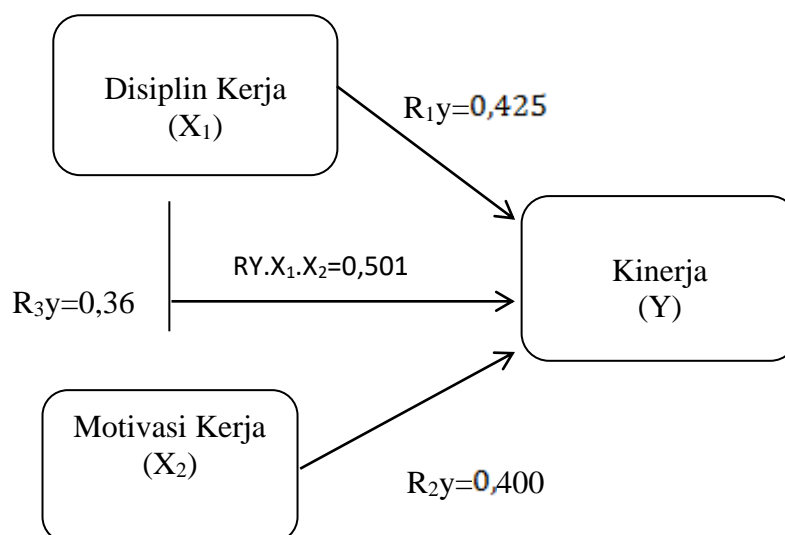 Disiplin Kerja
(X₁)
R₁y=0,425
RY.X₁.X₂=0,501
R₃y=0,36
Kinerja
(Y)
Motivasi Kerja
(X₂)
R₂y=0,400